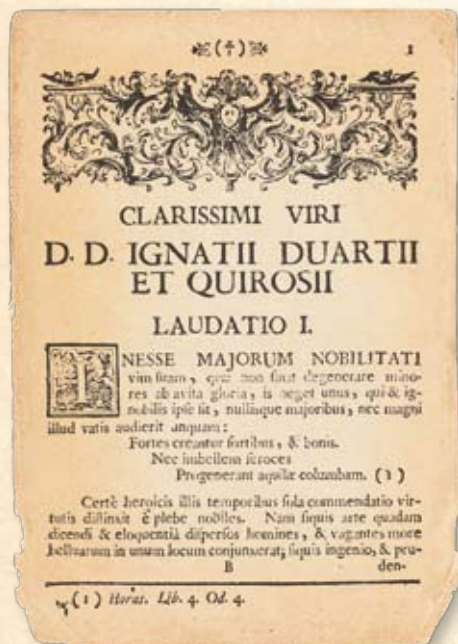 (†) 1
CLARISSIMI VIRI
D. D. IGNATII DUARTII
ET QUIROSII
LAUDATIO I.
INESSE MAJORUM NOBILITATI
vim sitam, quæ non sinat degenerare mino-
res ab avita gloria, is neget unus, qui & ig-
nobilis ipse sit, nullisque majoribus, nec magni
illud vatis audierit unquam:
Fortes creantur fortibus, & bonis.
Nec imbellem feroces
Progenerant aquilæ columbam. (1)
Certè heroicis illis temporibus sola commendatio vir-
tutis distinxit è plebe nobiles. Nam siquis arte quadam
dicendi & eloquentiâ dispersos homines, & vagantes more
belluarum in unum locum conjunxerat; siquis ingenio, & pru-
B den-
(1) Horat. Lib. 4. Od. 4.